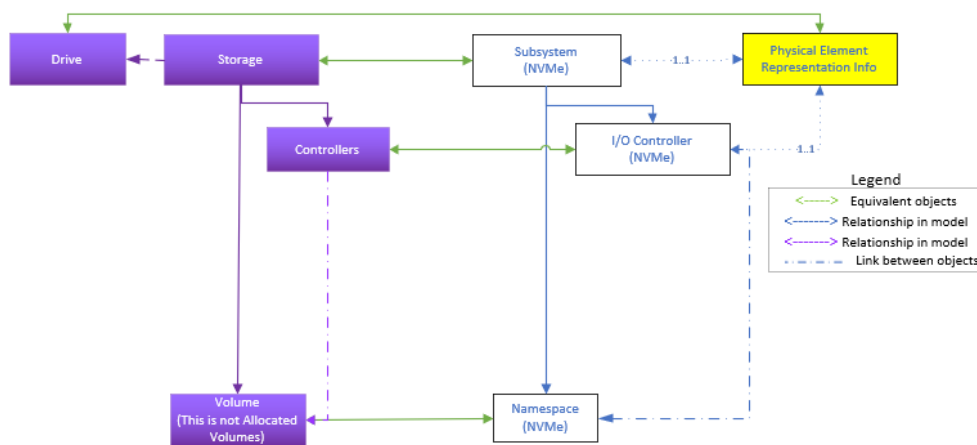 Drive
Storage
Subsystem
(NVMe)
1..1
Physical Element
Representation Info
Controllers
I/O Controller
(NVMe)
1..1
Legend
Equivalent objects
Relationship in model
Relationship in model
Link between objects
Volume
(This is not Allocated
Volumes)
Namespace
(NVMe)